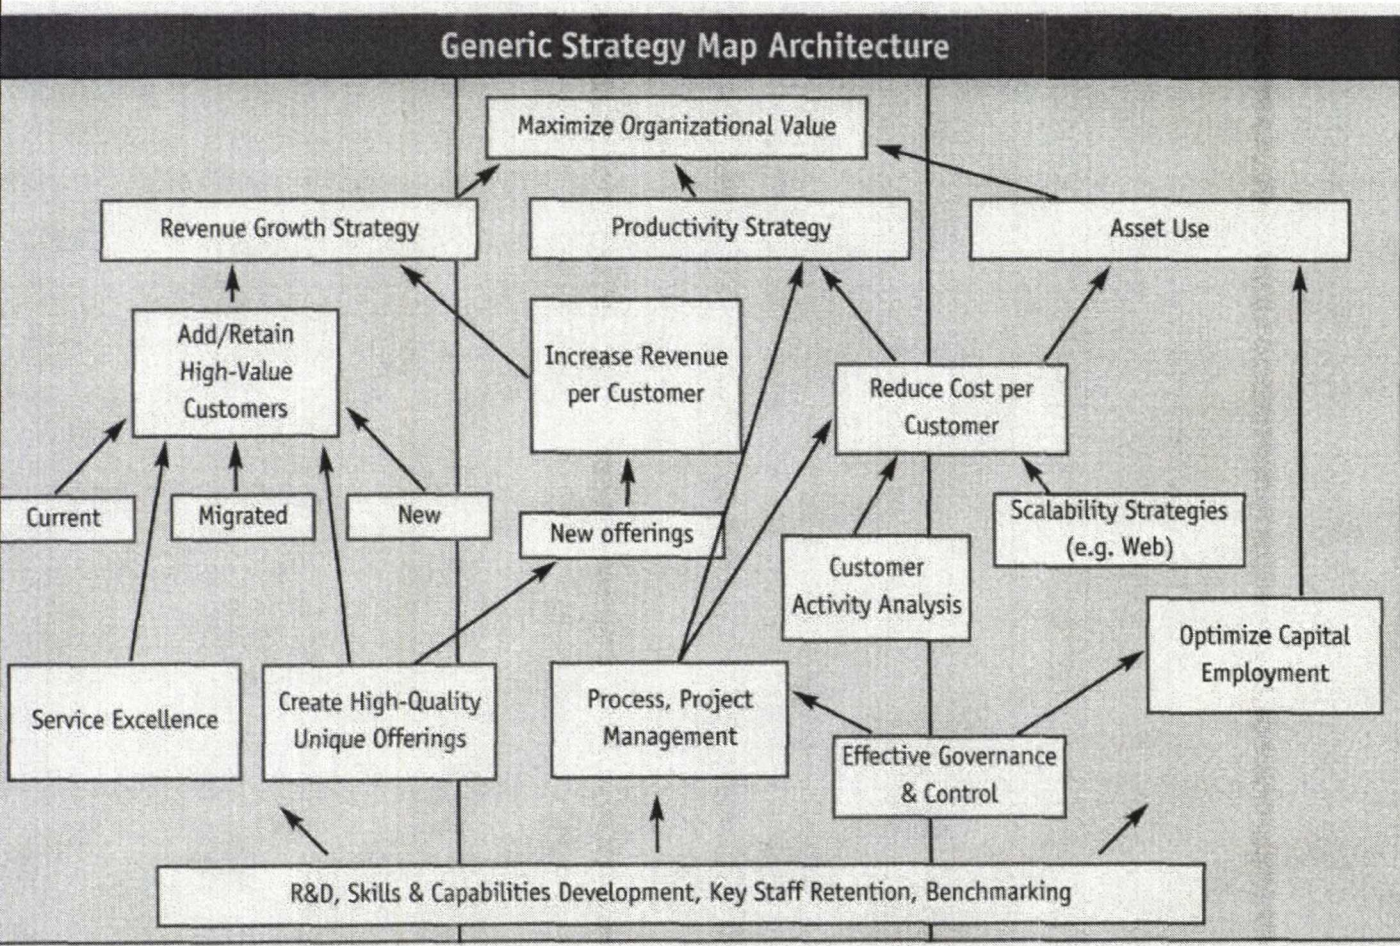 Generic Strategy Map Architecture
Maximize Organizational Value
Revenue Growth Strategy
Productivity Strategy
Asset Use
Add/Retain
High-Value
Customers
Increase Revenue
per Customer
Reduce Cost per
Customer
Current
Migrated
New
New offerings
Scalability Strategies
(e.g. Web)
Customer
Activity Analysis
Optimize Capital
Employment
Service Excellence
Create High-Quality
Unique Offerings
Process, Project
Management
Effective Governance
& Control
R&D, Skills & Capabilities Development, Key Staff Retention, Benchmarking